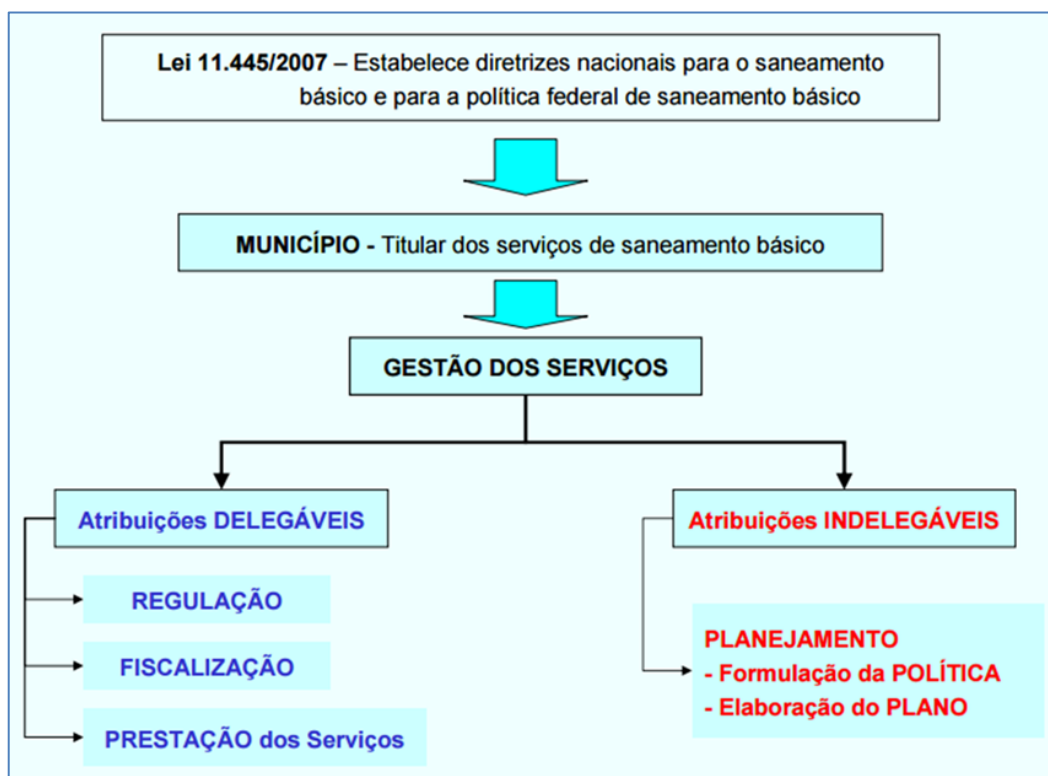 Lei 11.445/2007 – Estabelece diretrizes nacionais para o saneamento
básico e para a política federal de saneamento básico
MUNICÍPIO - Titular dos serviços de saneamento básico
GESTÃO DOS SERVIÇOS
Atribuições DELEGÁVEIS
REGULAÇÃO
FISCALIZAÇÃO
PRESTAÇÃO dos Serviços
Atribuições INDELEGÁVEIS
PLANEJAMENTO
- Formulação da POLÍTICA
- Elaboração do PLANO